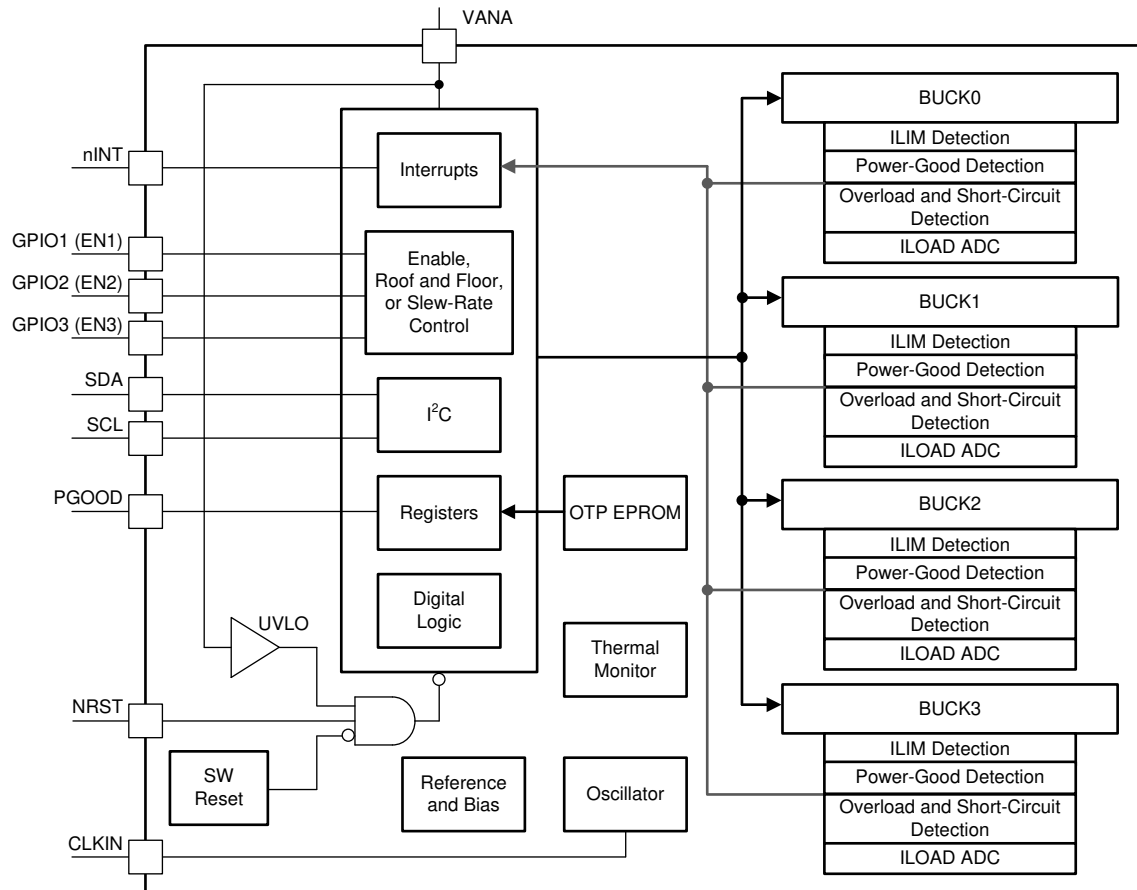 VANA
nINT
GPIO1 (EN1)
GPIO2 (EN2)
GPIO3 (EN3)
SDA
SCL
PGOOD
NRST
CLKIN
Interrupts
Enable,
Roof and Floor,
or Slew-Rate
Control
I²C
Registers
Digital
Logic
UVLO
SW
Reset
Reference
and Bias
OTP EPROM
Thermal
Monitor
Oscillator
BUCK0
ILIM Detection
Power-Good Detection
Overload and Short-Circuit
Detection
ILOAD ADC
BUCK1
ILIM Detection
Power-Good Detection
Overload and Short-Circuit
Detection
ILOAD ADC
BUCK2
ILIM Detection
Power-Good Detection
Overload and Short-Circuit
Detection
ILOAD ADC
BUCK3
ILIM Detection
Power-Good Detection
Overload and Short-Circuit
Detection
ILOAD ADC